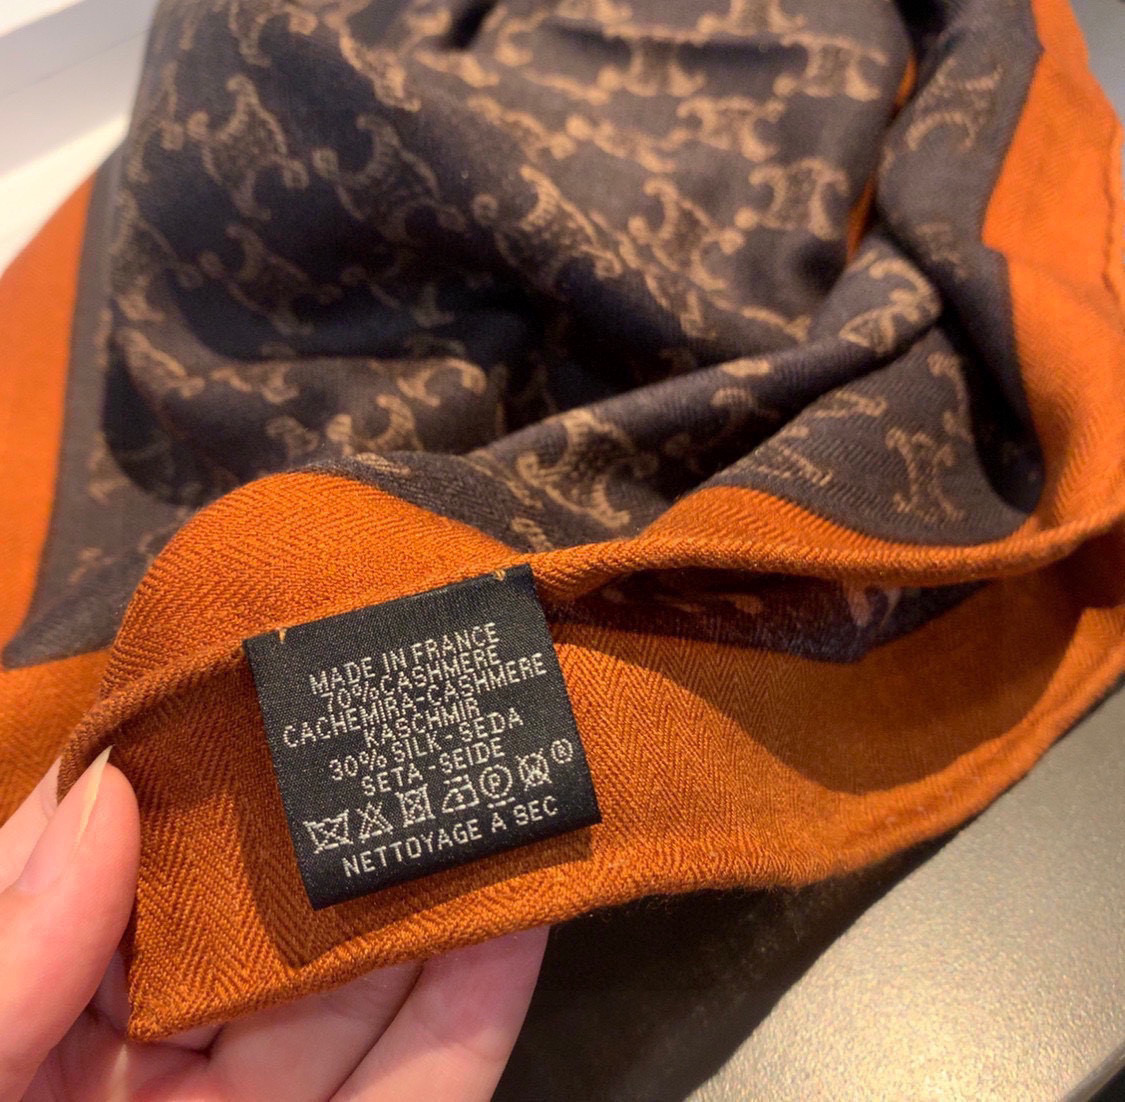 MADE IN FRANCE
70%CASHMERE
CACHEMIRA-CASHMERE
KASCHMIR
30% SILK-SEDA
SETA-SEIDE
P ®
NETTOYAGE A SEC